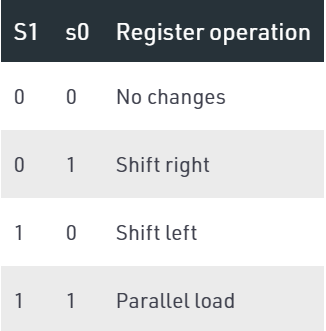 S1 s0 Register operation
0 0 No changes
0 1 Shift right
1 0 Shift left
1 1 Parallel load